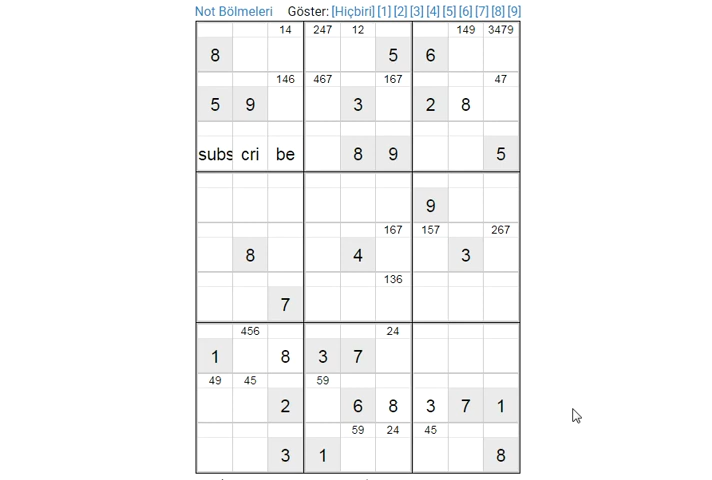 Not Bölmeleri Göster: [Hiçbiri] [1] [2] [3] [4] [5] [6] [7] [8] [9]
14 247 12 149 3479
8 5 6
146 467 167 47
5 9 3 2 8
subs cri be 8 9 5
9
167 157 267
8 4 3
136
7
456 24
1 8 3 7
49 45 59
2 6 8 3 7 1
59 24 45
3 1 8